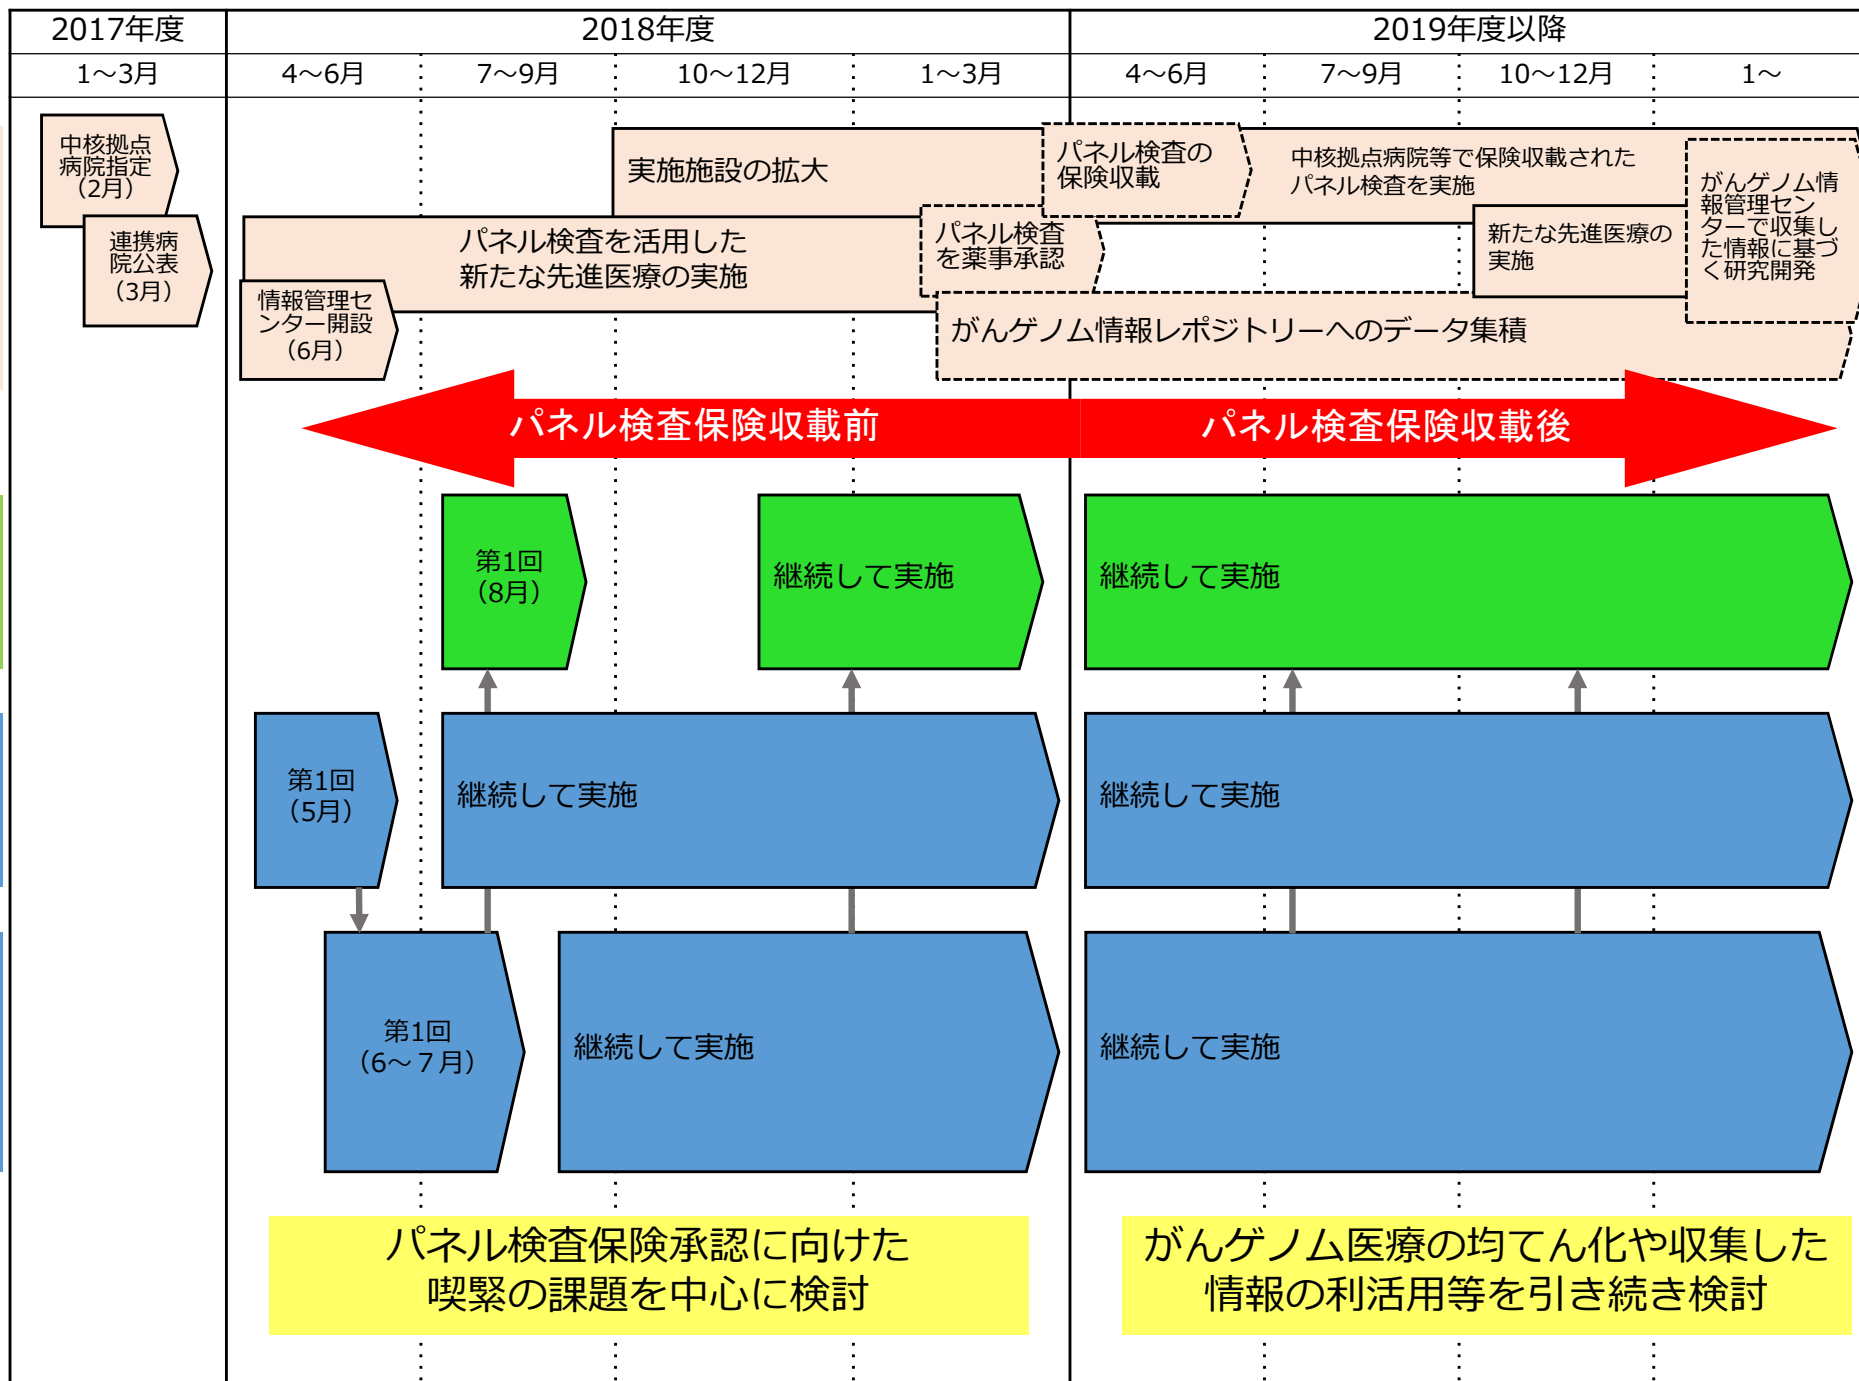 2017年度
2018年度
2019年度以降
1～3月
4～6月
7～9月
10～12月
1～3月
4～6月
7～9月
10～12月
1～
中核拠点
病院指定
（2月）
連携病
院公表
（3月）
実施施設の拡大
パネル検査の
保険収載
中核拠点病院等で保険収載された
パネル検査を実施
がんゲノム情
報管理セン
ターで収集し
た情報に基づ
く研究開発
パネル検査を活用した
新たな先進医療の実施
パネル検査
を薬事承認
新たな先進医療の
実施
情報管理セ
ンター開設
（6月）
がんゲノム情報レポジトリーへのデータ集積
パネル検査保険収載前
パネル検査保険収載後
第1回
（8月）
継続して実施
継続して実施
第1回
（5月）
継続して実施
継続して実施
第1回
（6～７月）
継続して実施
継続して実施
パネル検査保険承認に向けた
喫緊の課題を中心に検討
がんゲノム医療の均てん化や収集した
情報の利活用等を引き続き検討